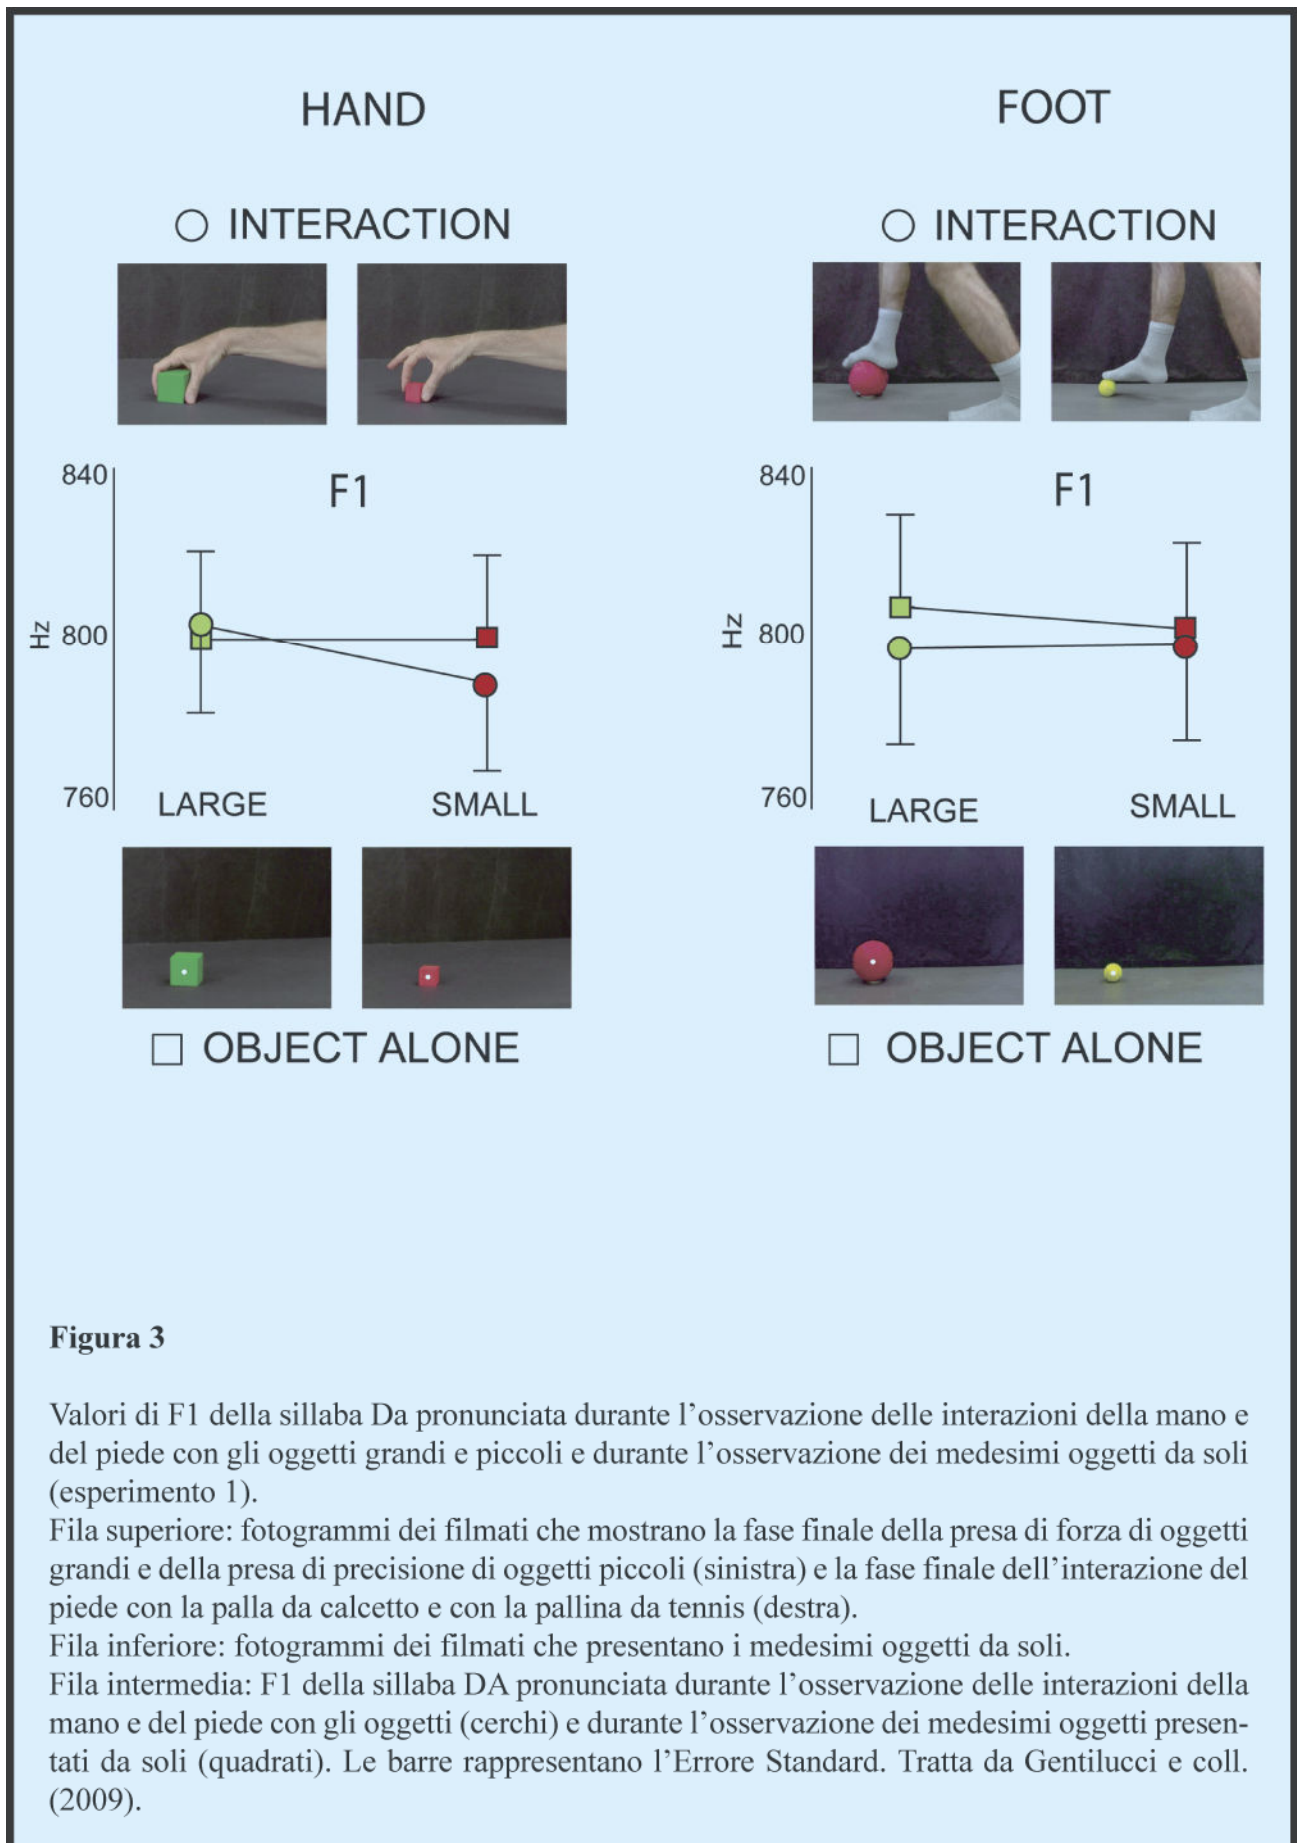 HAND
FOOT
INTERACTION
INTERACTION
840
F1
Hz
800
760
LARGE
SMALL
840
F1
Hz
800
760
LARGE
SMALL
OBJECT ALONE
OBJECT ALONE
Figura 3
Valori di F1 della sillaba Da pronunciata durante l’osservazione delle interazioni della mano e
del piede con gli oggetti grandi e piccoli e durante l’osservazione dei medesimi oggetti da soli
(esperimento 1).
Fila superiore: fotogrammi dei filmati che mostrano la fase finale della presa di forza di oggetti
grandi e della presa di precisione di oggetti piccoli (sinistra) e la fase finale dell’interazione del
piede con la palla da calcetto e con la pallina da tennis (destra).
Fila inferiore: fotogrammi dei filmati che presentano i medesimi oggetti da soli.
Fila intermedia: F1 della sillaba DA pronunciata durante l’osservazione delle interazioni della
mano e del piede con gli oggetti (cerchi) e durante l’osservazione dei medesimi oggetti presen-
tati da soli (quadrati). Le barre rappresentano l’Errore Standard. Tratta da Gentilucci e coll.
(2009).